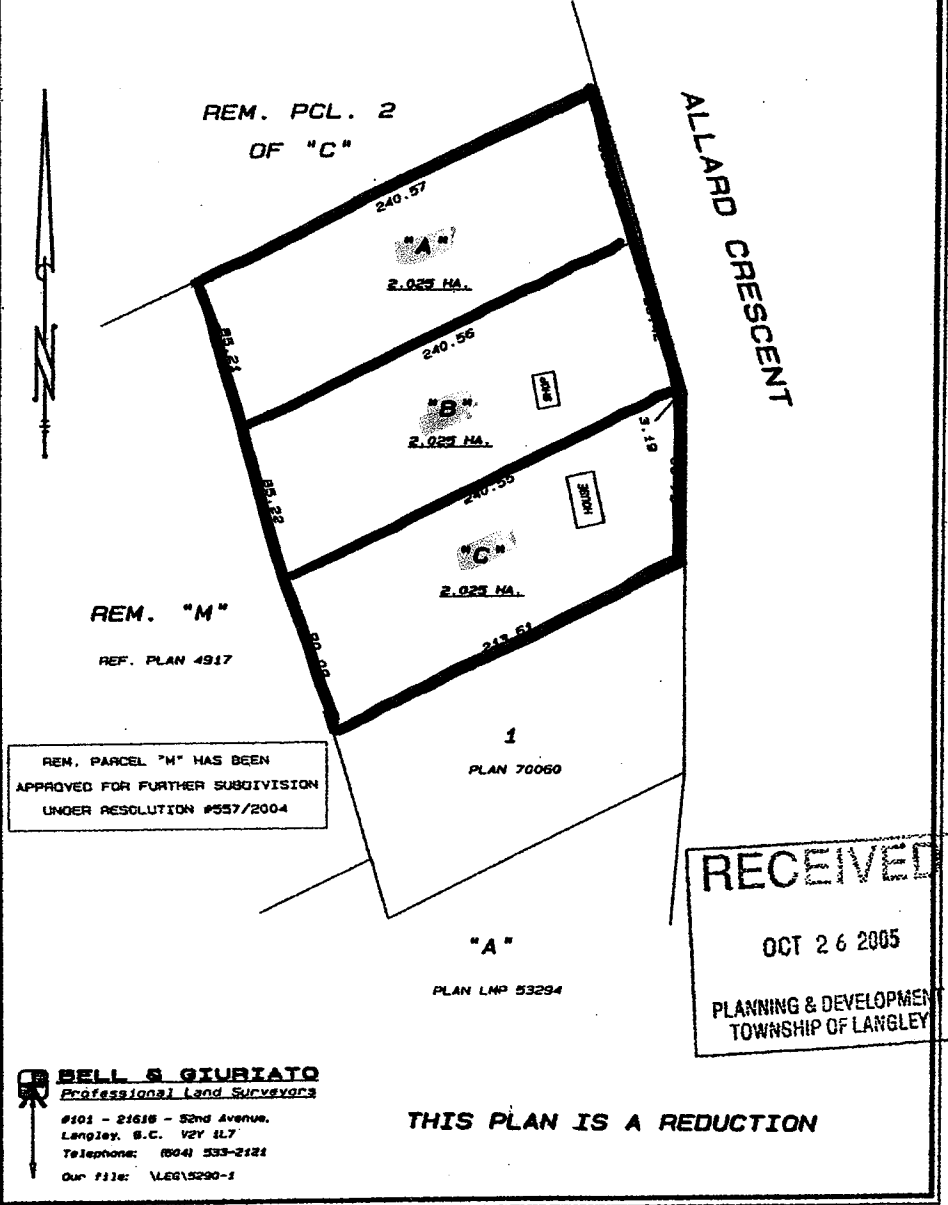 REM. PCL. 2
OF "C"
ALLARD CRESCENT
240.57
"A"
2.025 HA.
85.21
240.56
"B"
2.025 HA.
3.19
85.22
240.55
HOUSE
"C"
2.025 HA.
213.61
REM. "M"
REF. PLAN 4917
1
PLAN 70060
REM. PARCEL "M" HAS BEEN
APPROVED FOR FURTHER SUBDIVISION
UNDER RESOLUTION #557/2004
RECEIVED
OCT 26 2005
PLANNING & DEVELOPMENT
TOWNSHIP OF LANGLEY
"A"
PLAN LMP 53294
BELL & GIURIATO
Professional Land Surveyors
#101 - 21616 - 52nd Avenue,
Langley, B.C. V2Y 1L7
Telephone: (604) 533-2121
Our file: \LEG\5290-1
THIS PLAN IS A REDUCTION
N